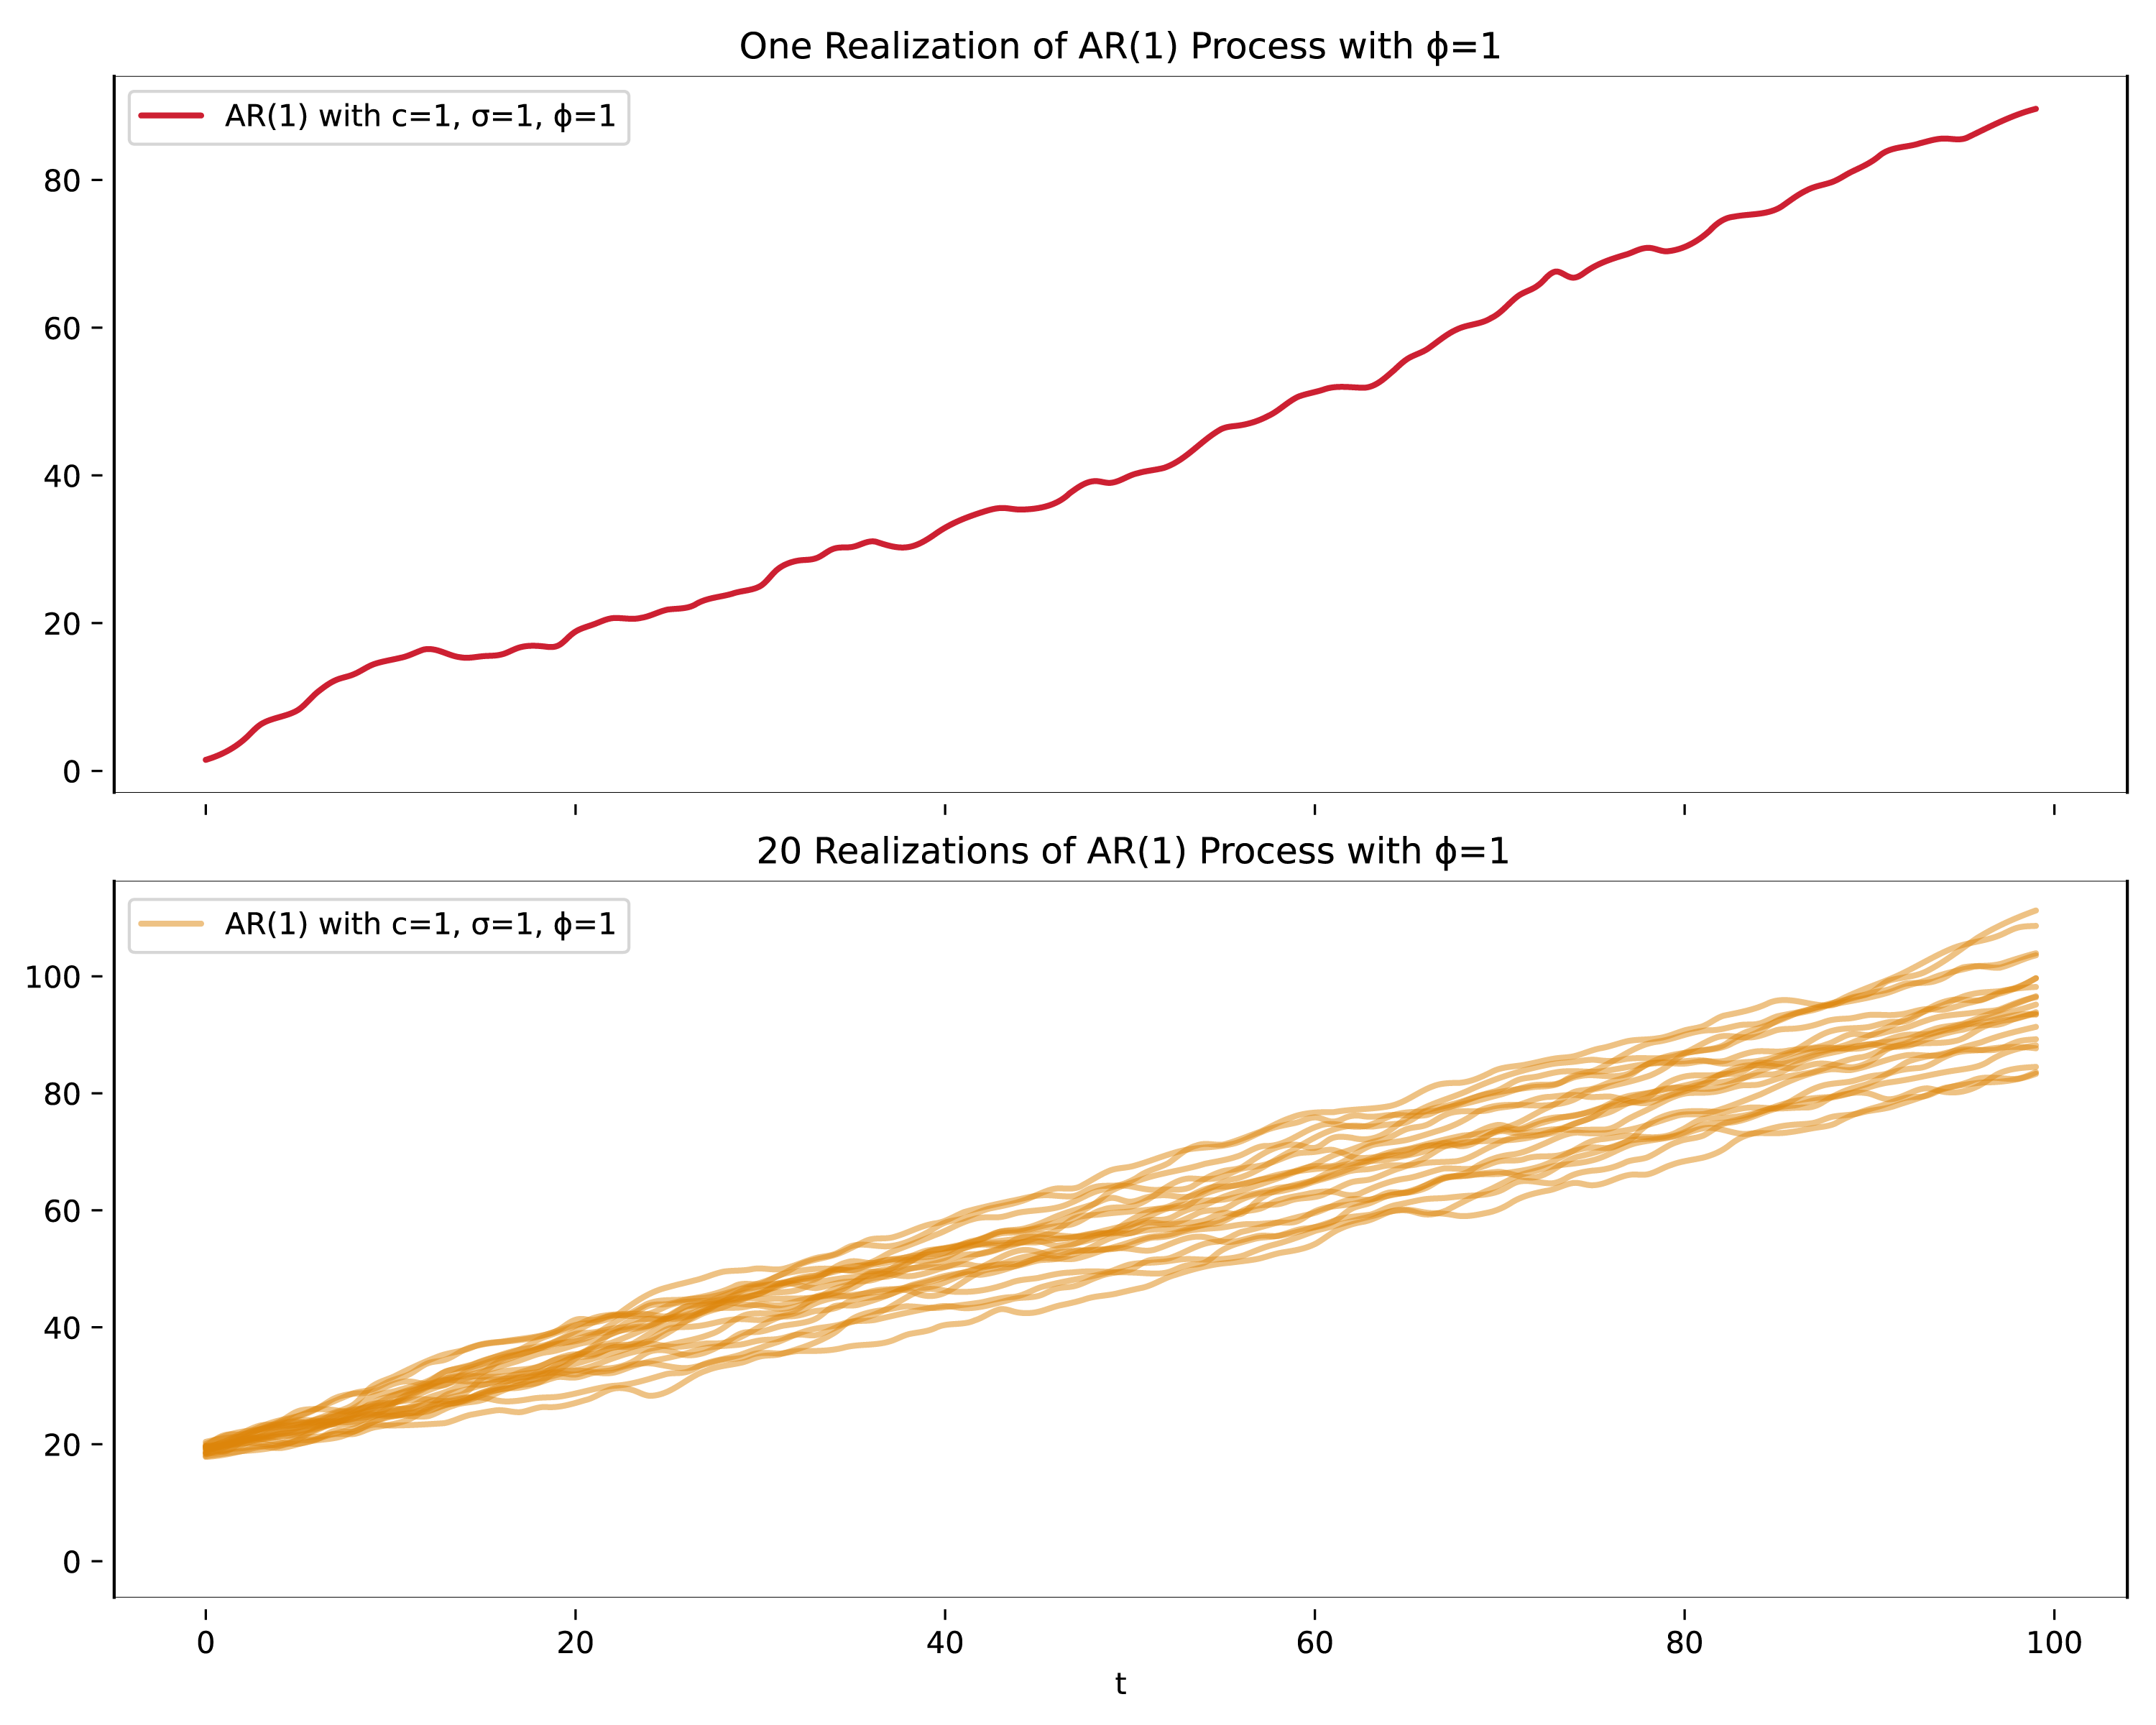 One Realization of AR(1) Process with ϕ=1
AR(1) with c=1, σ=1, ϕ=1
80
60
40
20
0
20 Realizations of AR(1) Process with ϕ=1
AR(1) with c=1, σ=1, ϕ=1
100
80
60
40
20
0
0 20 40 60 80 100
t